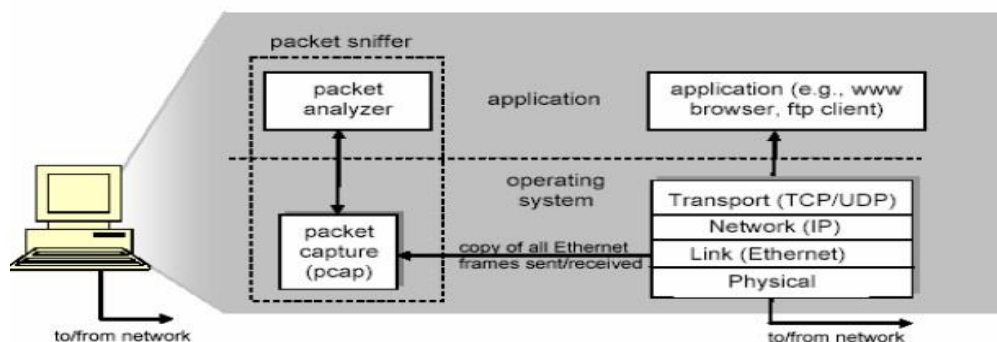 packet sniffer
packet
analyzer
application
application (e.g., www
browser, ftp client)
operating
system
packet
capture
(pcap)
copy of all Ethernet
frames sent/received
Transport (TCP/UDP)
Network (IP)
Link (Ethernet)
Physical
to/from network
to/from network